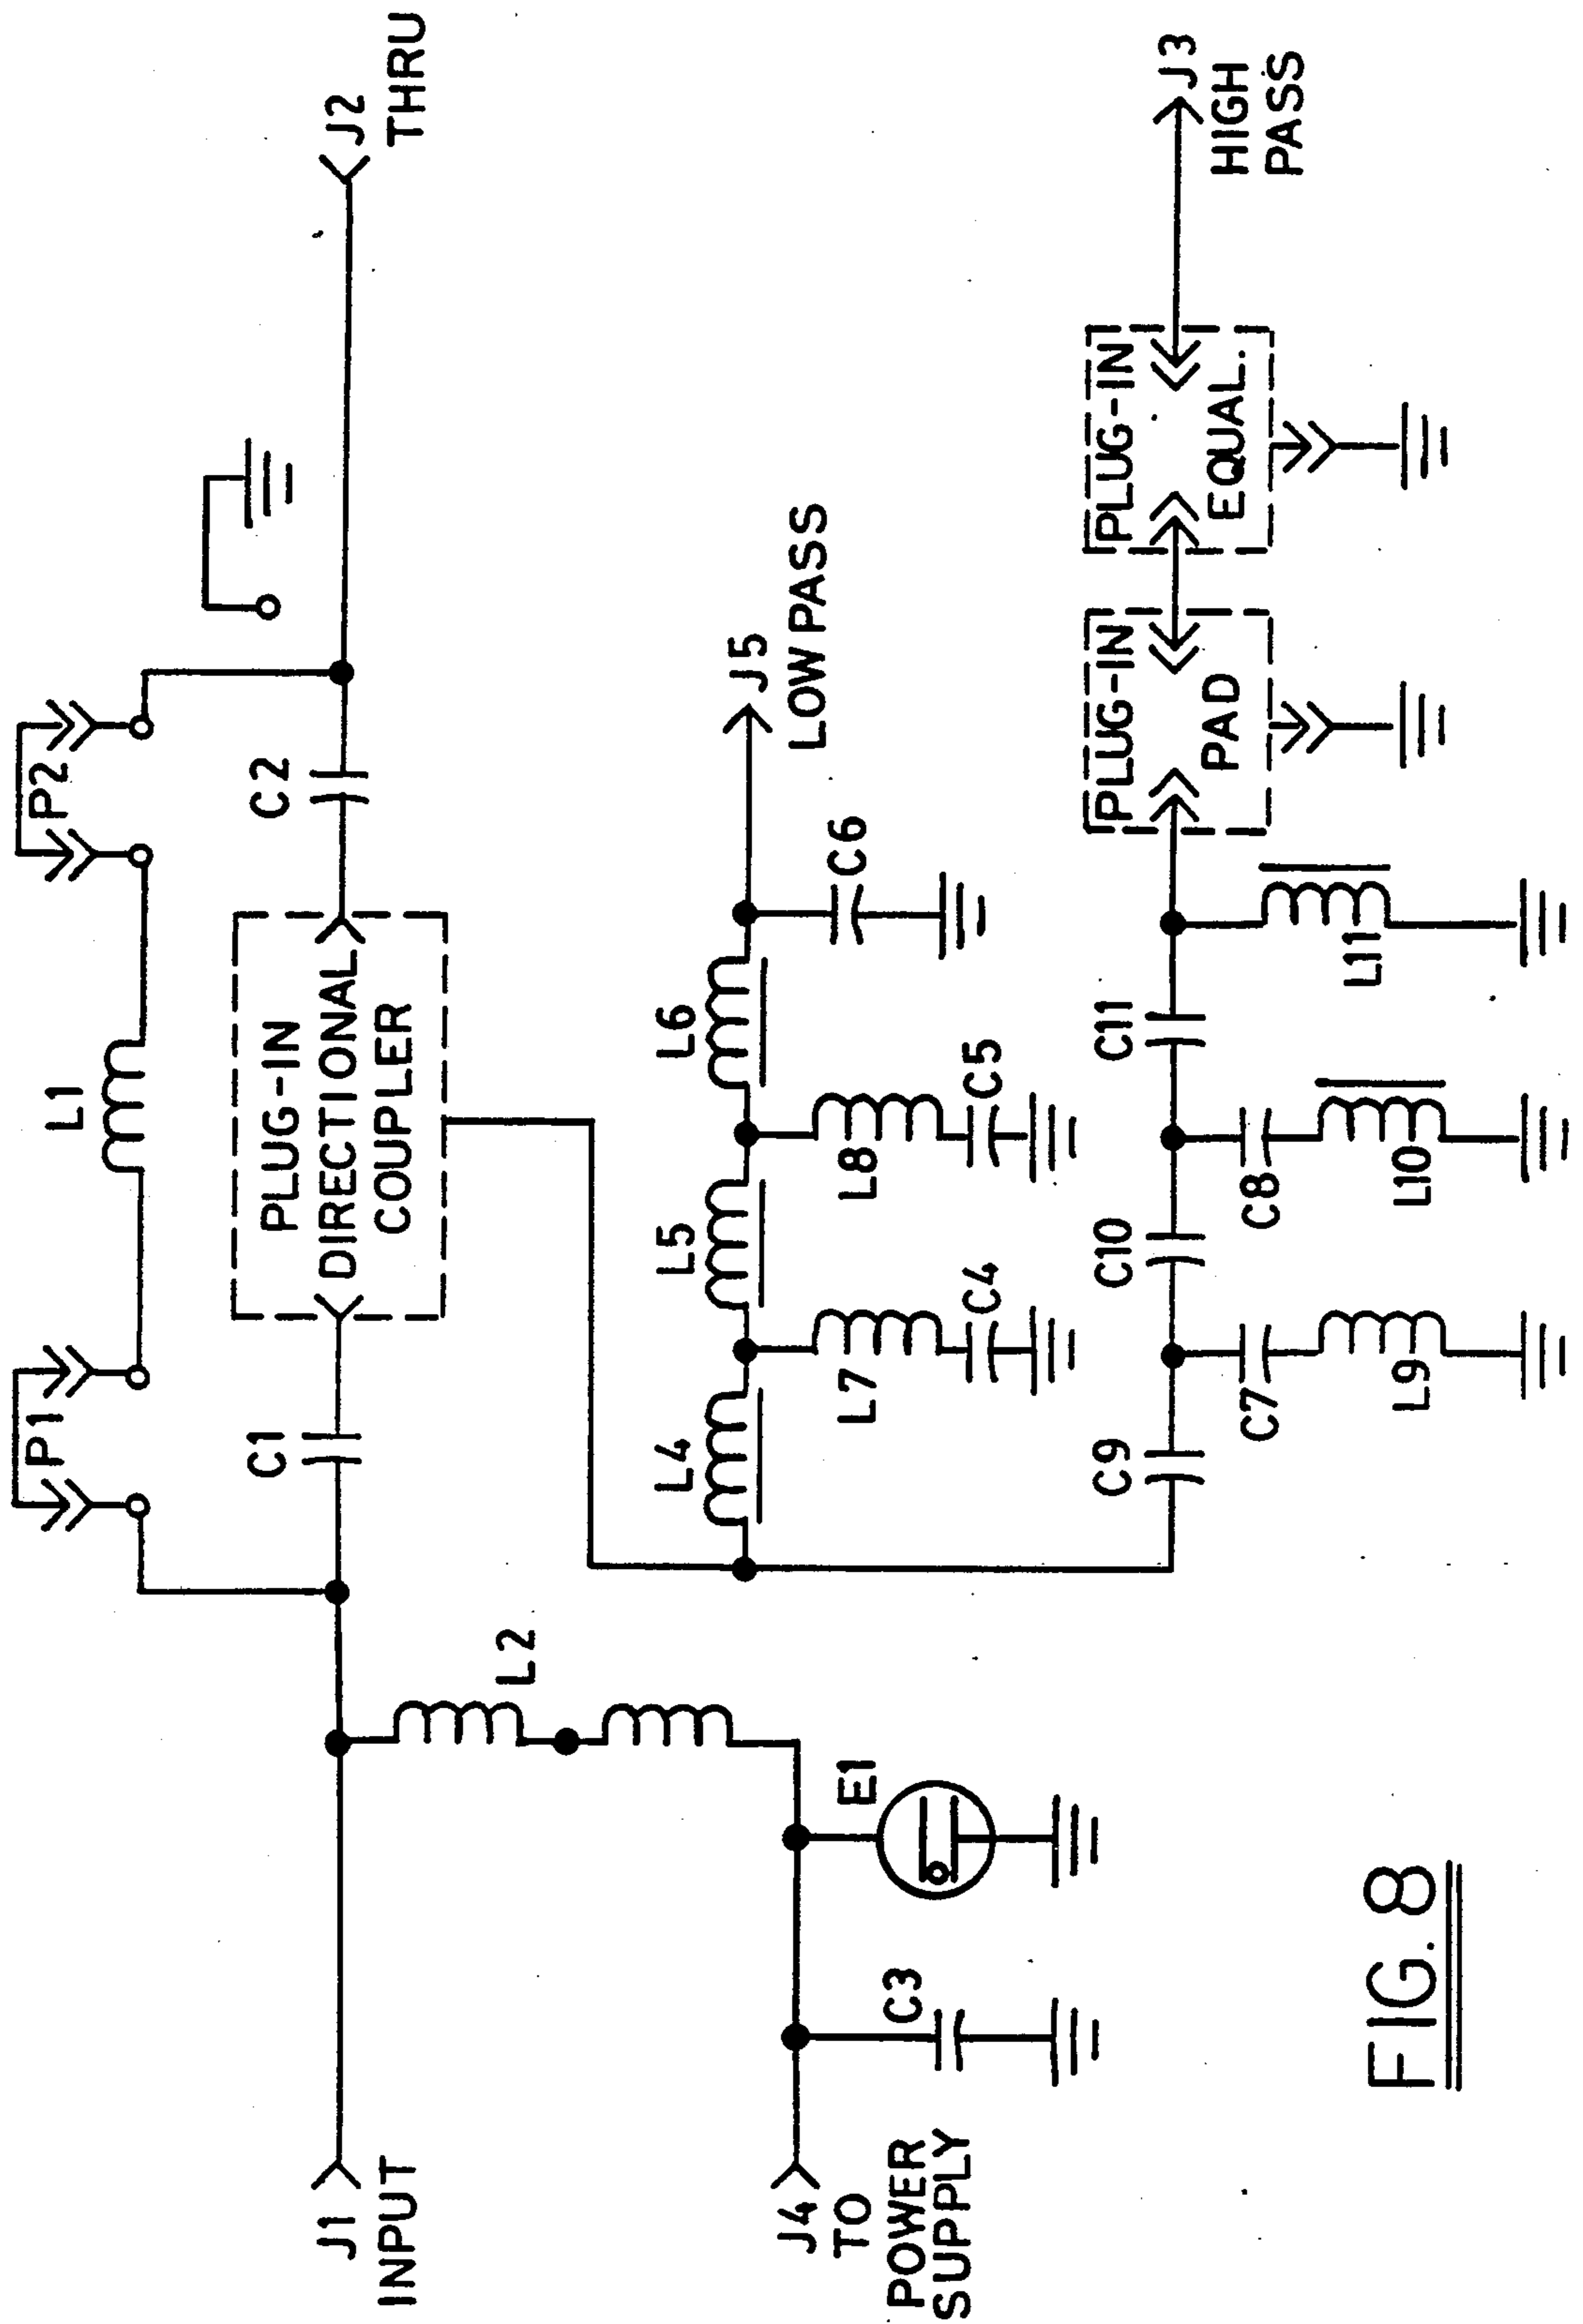 L1
P1
P2
C1
PLUG-IN
DIRECTIONAL
COUPLER
C2
J1
INPUT
J2
THRU
L2
J4
TO
POWER
SUPPLY
C3
E1
L4
L5
L6
J5
LOW PASS
L7
C4
L8
C5
C6
C9
C10
C11
C7
L9
C8
L10
L11
PLUG-IN
PAD
PLUG-IN
EQUAL.
J3
HIGH
PASS
FIG. 8